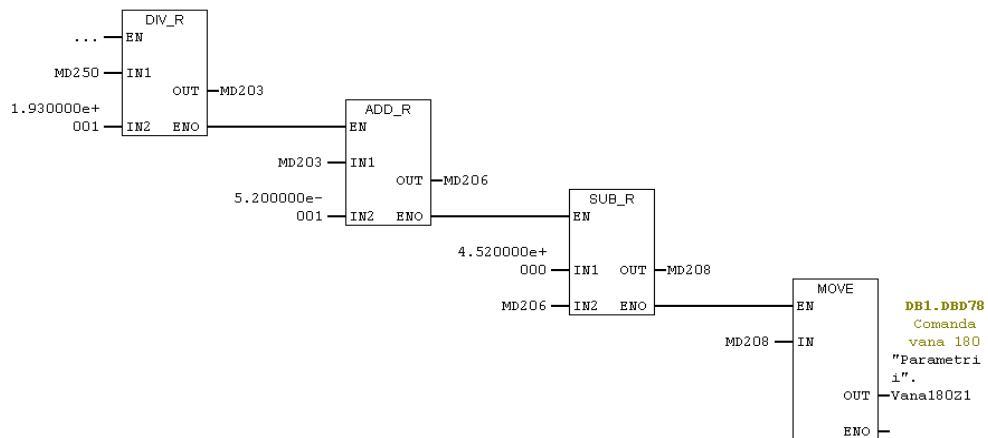 DIV_R
... EN
MD250 IN1
OUT MD203
1.930000e+
001 IN2 ENO
ADD_R
EN
MD203 IN1
OUT MD206
5.200000e-
001 IN2 ENO
SUB_R
EN
4.520000e+
000 IN1 OUT MD208
MD206 IN2 ENO
MOVE
EN
MD208 IN
DB1.DBD78
Comanda
vana 180
"Parametri
i".
OUT Vana180Z1
ENO